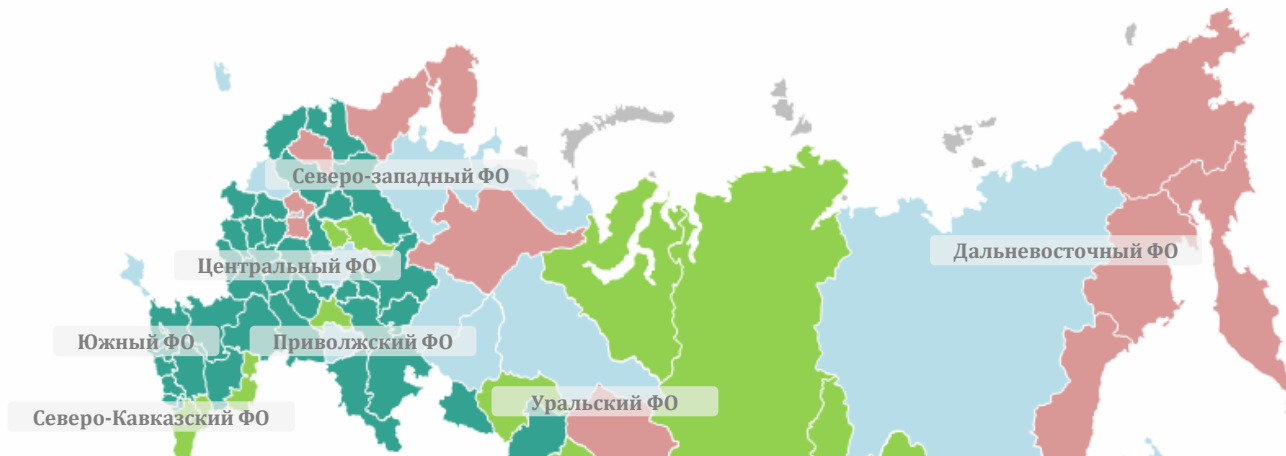 Северо-западный ФО
Дальневосточный ФО
Центральный ФО
Южный ФО
Приволжский ФО
Уральский ФО
Северо-Кавказский ФО